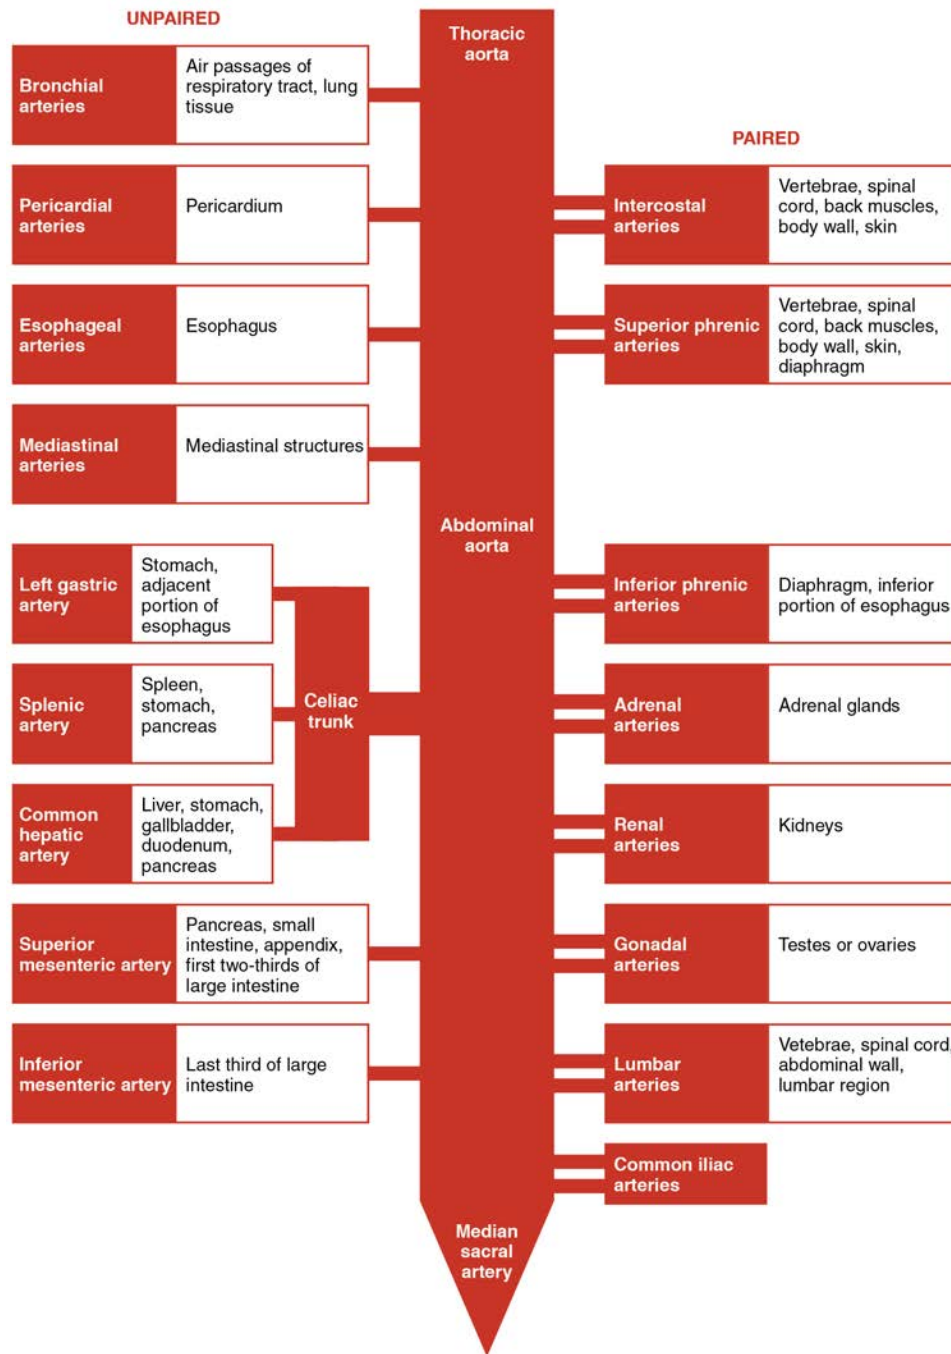 UNPAIRED
Thoracic
aorta
Bronchial
arteries
Air passages of
respiratory tract, lung
tissue
PAIRED
Pericardial
arteries
Pericardium
Intercostal
arteries
Vertebrae, spinal
cord, back muscles,
body wall, skin
Esophageal
arteries
Esophagus
Superior phrenic
arteries
Vertebrae, spinal
cord, back muscles,
body wall, skin,
diaphragm
Mediastinal
arteries
Mediastinal structures
Abdominal
aorta
Left gastric
artery
Stomach,
adjacent
portion of
esophagus
Inferior phrenic
arteries
Diaphragm, inferior
portion of esophagus
Splenic
artery
Spleen,
stomach,
pancreas
Celiac
trunk
Adrenal
arteries
Adrenal glands
Common
hepatic
artery
Liver, stomach,
gallbladder,
duodenum,
pancreas
Renal
arteries
Kidneys
Superior
mesenteric artery
Pancreas, small
intestine, appendix,
first two-thirds of
large intestine
Gonadal
arteries
Testes or ovaries
Inferior
mesenteric artery
Last third of large
intestine
Lumbar
arteries
Vetebrae, spinal cord,
abdominal wall,
lumbar region
Common iliac
arteries
Median
sacral
artery